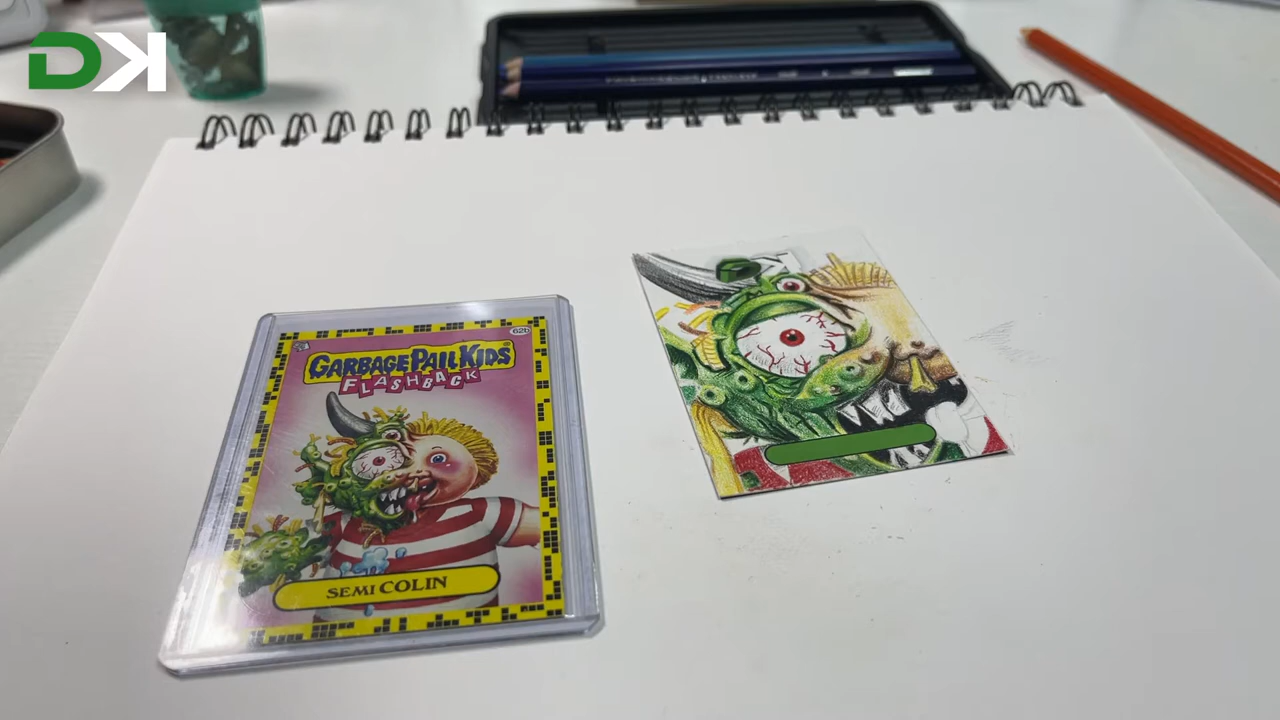 DK
62b
GARBAGE PAIL KIDS
FLASHBACK
SEMI COLIN